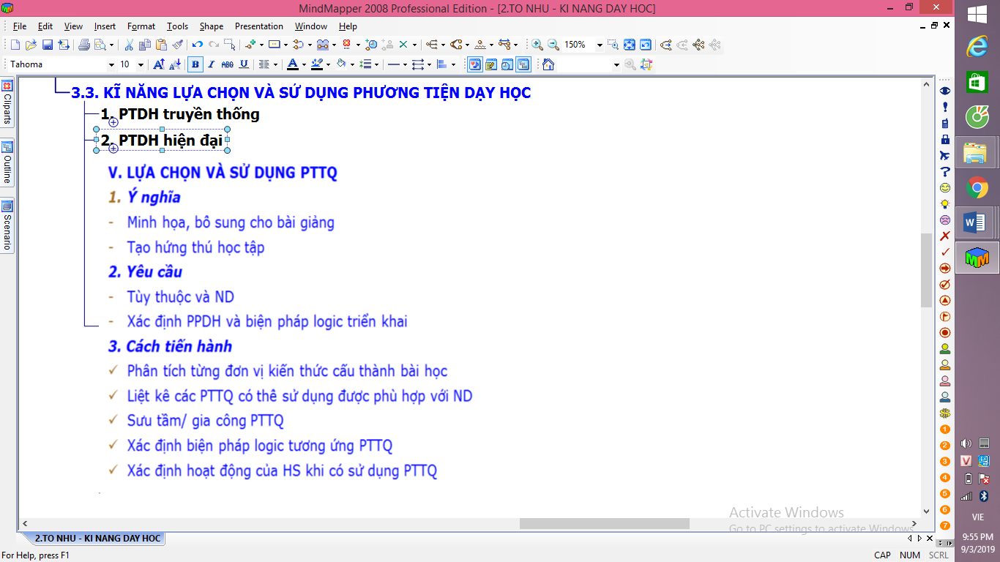 MindMapper 2008 Professional Edition - [2.TO NHU - KI NANG DAY HOC]
File Edit View Insert Format Tools Shape Presentation Window Help
150%
Tahoma 10 B I ABC U
Cliparts
Outline
Scenario
3.3. KĨ NĂNG LỰA CHỌN VÀ SỬ DỤNG PHƯƠNG TIỆN DẠY HỌC
1. PTDH truyền thống
2. PTDH hiện đại
V. LỰA CHỌN VÀ SỬ DỤNG PTTQ
1. Ý nghĩa
- Minh họa, bổ sung cho bài giảng
- Tạo hứng thú học tập
2. Yêu cầu
- Tùy thuộc và ND
- Xác định PPDH và biện pháp logic triển khai
3. Cách tiến hành
✓ Phân tích từng đơn vị kiến thức cấu thành bài học
✓ Liệt kê các PTTQ có thể sử dụng được phù hợp với ND
✓ Sưu tầm/ gia công PTTQ
✓ Xác định biện pháp logic tương ứng PTTQ
✓ Xác định hoạt động của HS khi có sử dụng PTTQ
1
2
3
4
5
6
7
Activate Windows
Go to PC settings to activate Windows.
2.TO NHU - KI NANG DAY HOC
For Help, press F1
CAP NUM SCRL
VIE
9:55 PM
9/3/2019